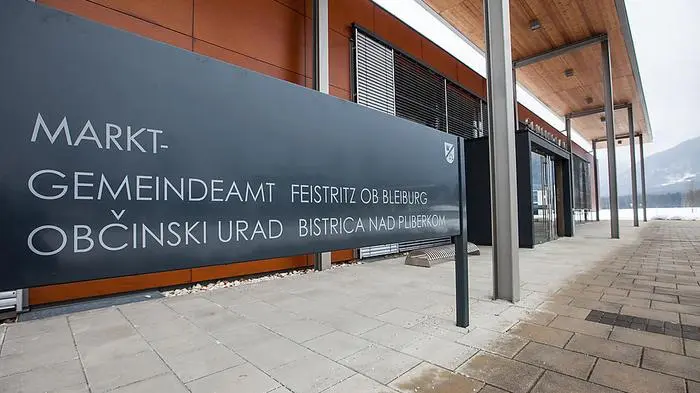 MARKT-
GEMEINDEAMT FEISTRITZ OB BLEIBURG
OBČINSKI URAD BISTRICA NAD PLIBERKOM